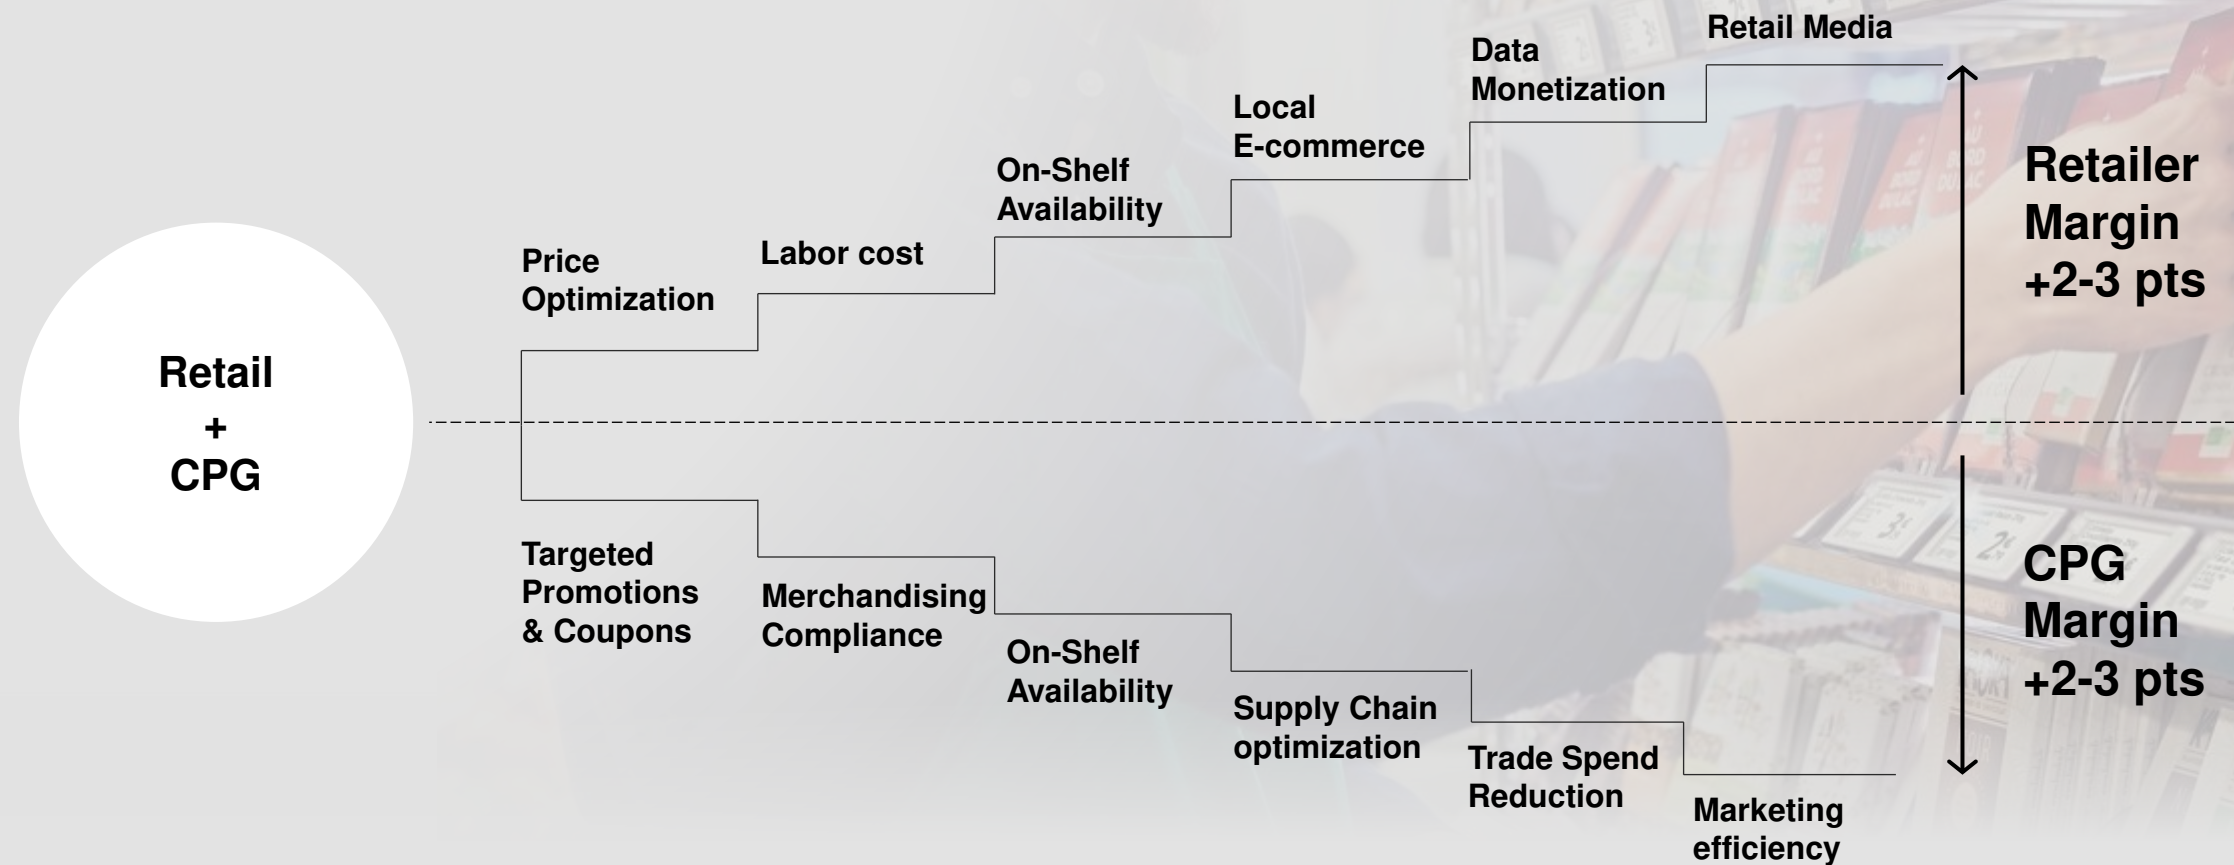 Retail
+
CPG
Price
Optimization
Labor cost
On-Shelf
Availability
Local
E-commerce
Data
Monetization
Retail Media
Retailer
Margin
+2-3 pts
Targeted
Promotions
& Coupons
Merchandising
Compliance
On-Shelf
Availability
Supply Chain
optimization
Trade Spend
Reduction
Marketing
efficiency
CPG
Margin
+2-3 pts